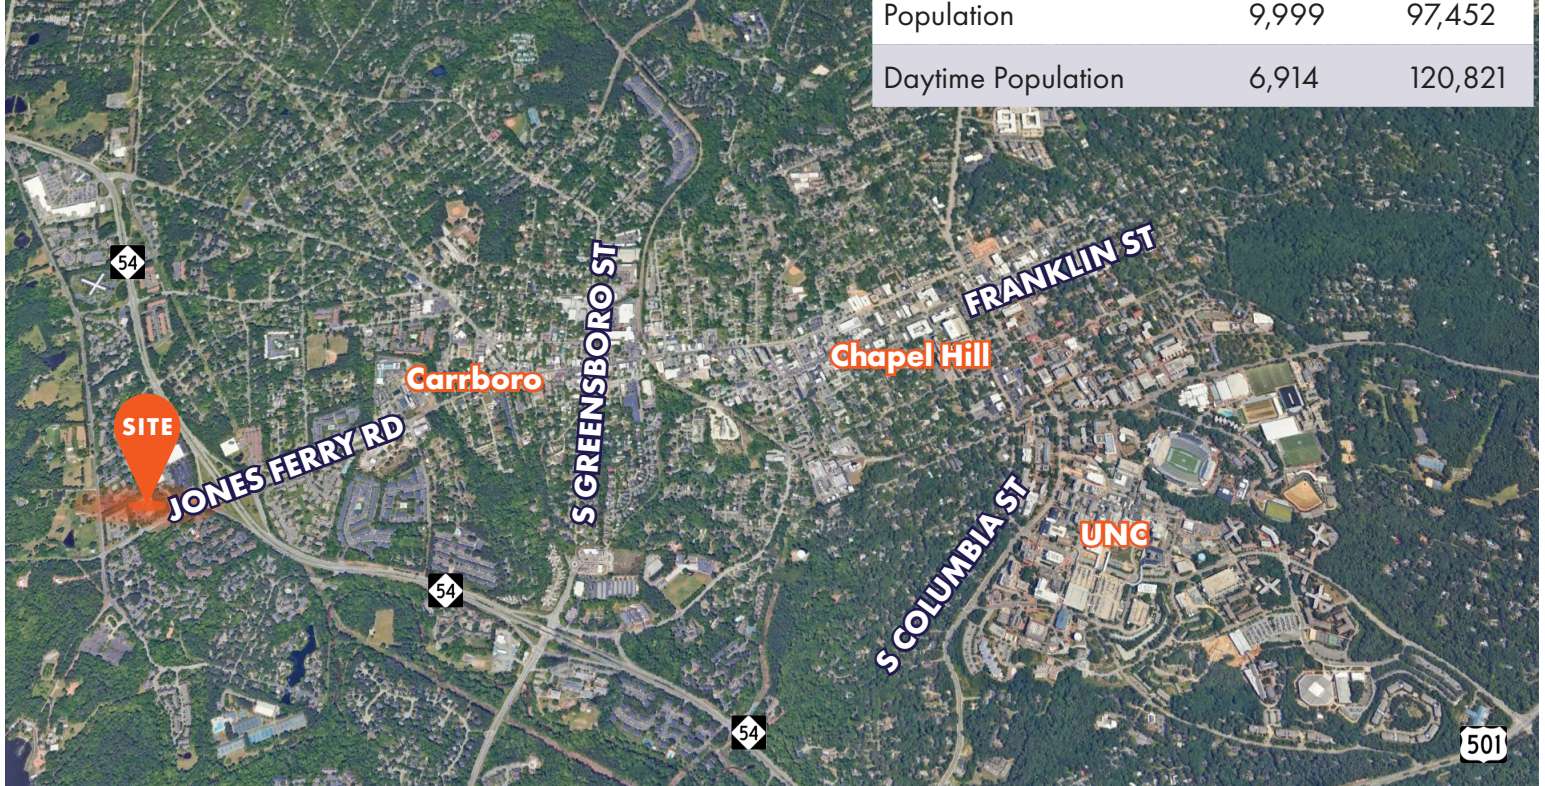 Population 9,999 97,452
Daytime Population 6,914 120,821
54
FRANKLIN ST
S GREENSBORO ST
Chapel Hill
Carrboro
SITE
JONES FERRY RD
S COLUMBIA ST
UNC
54
54
501